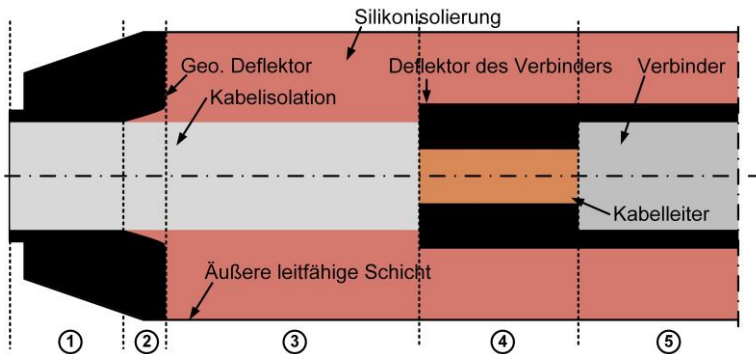 Silikonisolierung
Geo. Deflektor
Deflektor des Verbinders
Verbinder
Kabelisolation
Kabelleiter
Äußere leitfähige Schicht
1 2 3 4 5